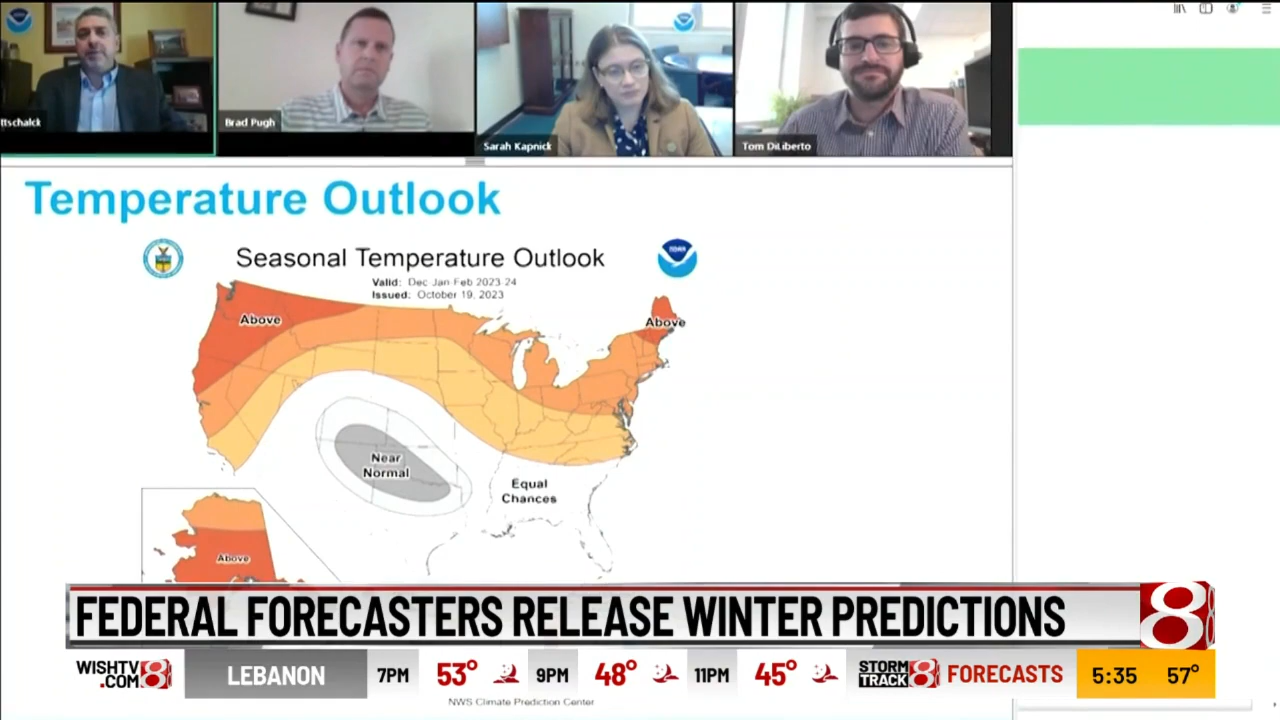 ttschalck
Brad Pugh
Sarah Kapnick
Tom DiLiberto
Temperature Outlook
Seasonal Temperature Outlook
Valid: Dec-Jan-Feb 2023-24
Issued: October 19, 2023
NOAA
Above
Above
Near
Normal
Equal
Chances
Above
FEDERAL FORECASTERS RELEASE WINTER PREDICTIONS
8
WISHTV
.COM 8
LEBANON
7PM
53°
9PM
48°
11PM
45°
STORM
TRACK 8
FORECASTS
5:35
57°
NWS Climate Prediction Center